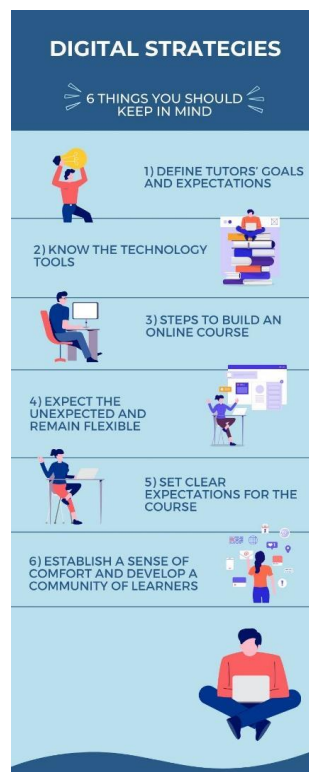 DIGITAL STRATEGIES
6 THINGS YOU SHOULD
KEEP IN MIND
1) DEFINE TUTORS' GOALS
AND EXPECTATIONS
2) KNOW THE TECHNOLOGY
TOOLS
3) STEPS TO BUILD AN
ONLINE COURSE
4) EXPECT THE
UNEXPECTED AND
REMAIN FLEXIBLE
5) SET CLEAR
EXPECTATIONS FOR THE
COURSE
6) ESTABLISH A SENSE OF
COMFORT AND DEVELOP A
COMMUNITY OF LEARNERS